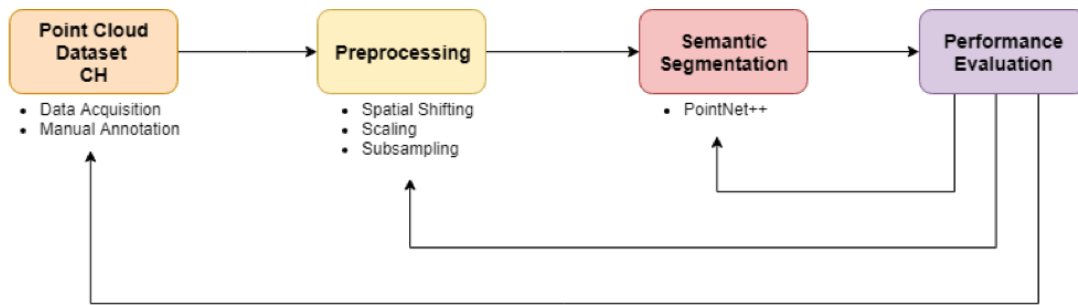 Point Cloud
Dataset
CH
Preprocessing
Semantic
Segmentation
Performance
Evaluation
• Data Acquisition
• Manual Annotation
• Spatial Shifting
• Scaling
• Subsampling
• PointNet++